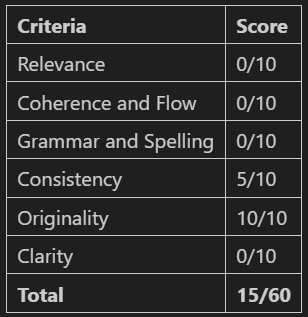 Criteria Score
Relevance 0/10
Coherence and Flow 0/10
Grammar and Spelling 0/10
Consistency 5/10
Originality 10/10
Clarity 0/10
Total 15/60